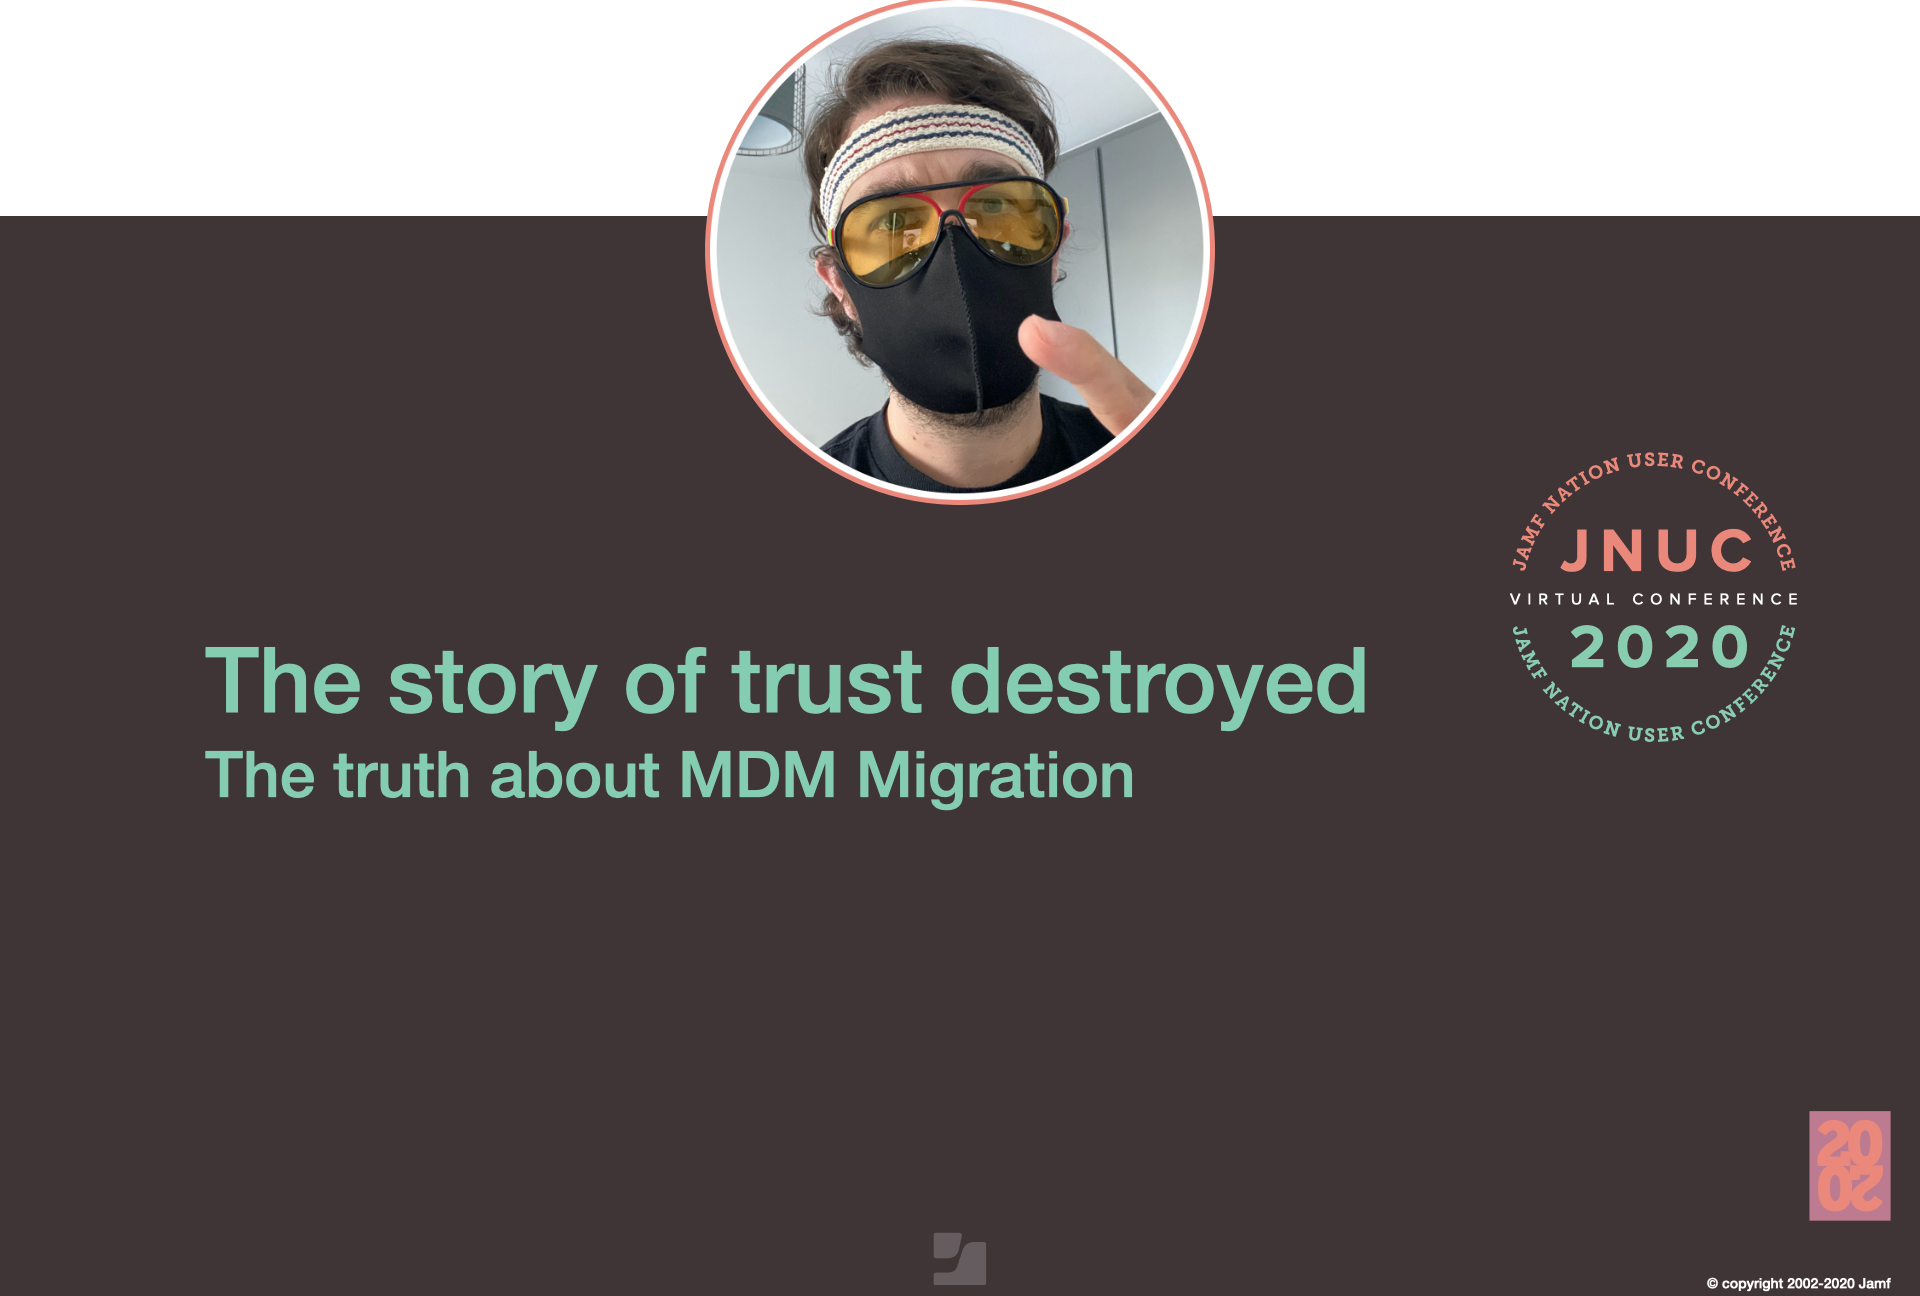 The story of trust destroyed
The truth about MDM Migration
JAMF NATION USER CONFERENCE
JNUC
VIRTUAL CONFERENCE
2020
JAMF NATION USER CONFERENCE
20
20
© copyright 2002-2020 Jamf